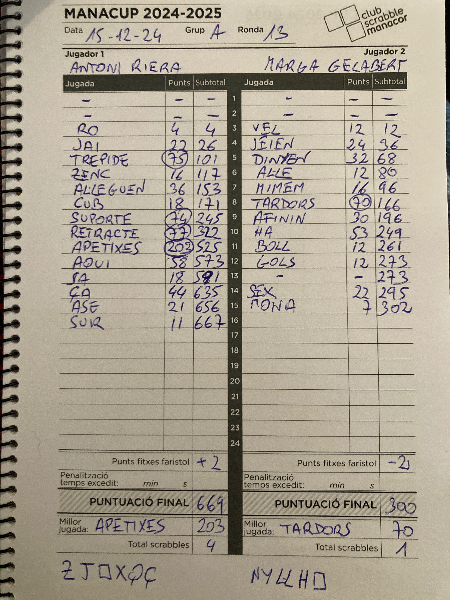 MANACUP 2024-2025
club scrabble manacor
Data 15-12-24 Grup A Ronda 13
Jugador 1 Jugador 2
ANTONI RIERA MARGA GELABERT
Jugada Punts Subtotal Jugada Punts Subtotal
- - - 1 - - -
- - - 2 - - -
RO 4 4 3 VEL 12 12
JAI 22 26 4 JEIEN 24 36
TREPIDE 75 101 5 DINYEN 32 68
ZENC 16 117 6 ALLE 12 80
ALLEGUEN 36 153 7 MIMEM 16 96
CUB 18 171 8 TARDORS 70 166
SUPORTE 74 245 9 AFININ 30 196
RETRACTE 77 322 10 HA 53 249
APETIXES 203 525 11 BOLL 12 261
AQUI 58 573 12 GOLS 12 273
SA 18 591 13 - - 273
ÇA 44 635 14 SEX 22 295
ASE 21 656 15 MONA 7 302
SUR 11 667 16
17
18
19
20
21
22
23
24
Punts fitxes faristol +2 Punts fitxes faristol -2
Penalització temps excedit: min s Penalització temps excedit: min s
PUNTUACIÓ FINAL 669 PUNTUACIÓ FINAL 300
Millor jugada: APETIXES 203 Millor jugada: TARDORS 70
Total scrabbles 4 Total scrabbles 1
ZJ□XQÇ NYLLH□